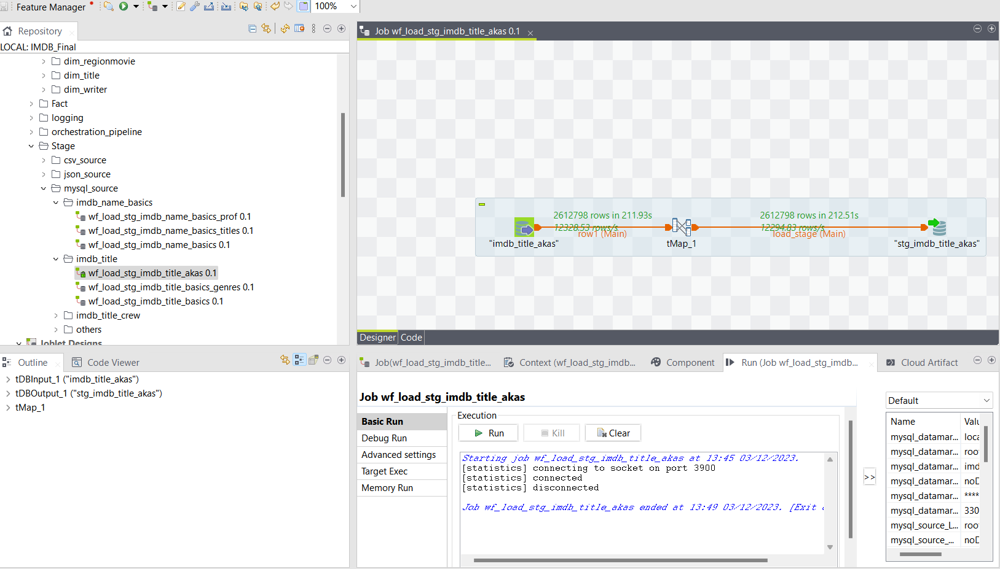 Feature Manager
100%
Repository
LOCAL: IMDB_Final
dim_regionmovie
dim_title
dim_writer
Fact
logging
orchestration_pipeline
Stage
csv_source
json_source
mysql_source
imdb_name_basics
wf_load_stg_imdb_name_basics_prof 0.1
wf_load_stg_imdb_name_basics_titles 0.1
wf_load_stg_imdb_name_basics 0.1
imdb_title
wf_load_stg_imdb_title_akas 0.1
wf_load_stg_imdb_title_basics_genres 0.1
wf_load_stg_imdb_title_basics 0.1
imdb_title_crew
others
Joblet Designs
Job wf_load_stg_imdb_title_akas 0.1
2612798 rows in 211.93s
12328.53 rows/s
row1 (Main)
2612798 rows in 212.51s
12294.83 rows/s
load_stage (Main)
"imdb_title_akas"
tMap_1
"stg_imdb_title_akas"
Designer
Code
Outline
Code Viewer
tDBInput_1 ("imdb_title_akas")
tDBOutput_1 ("stg_imdb_title_akas")
tMap_1
Job(wf_load_stg_imdb_title...
Context (wf_load_stg_imdb...
Component
Run (Job wf_load_stg_imdb...
Cloud Artifact
Job wf_load_stg_imdb_title_akas
Basic Run
Debug Run
Advanced settings
Target Exec
Memory Run
Execution
Run
Kill
Clear
Starting job wf_load_stg_imdb_title_akas at 13:45 03/12/2023.
[statistics] connecting to socket on port 3900
[statistics] connected
[statistics] disconnected
Job wf_load_stg_imdb_title_akas ended at 13:49 03/12/2023. [Exit
>>
Default
Name Valu
mysql_datamar... loca
mysql_datamar... roo
mysql_datamar... imd
mysql_datamar... noD
mysql_datamar... ****
mysql_datamar... 330
mysql_source_L... roo
mysql_source_... noD